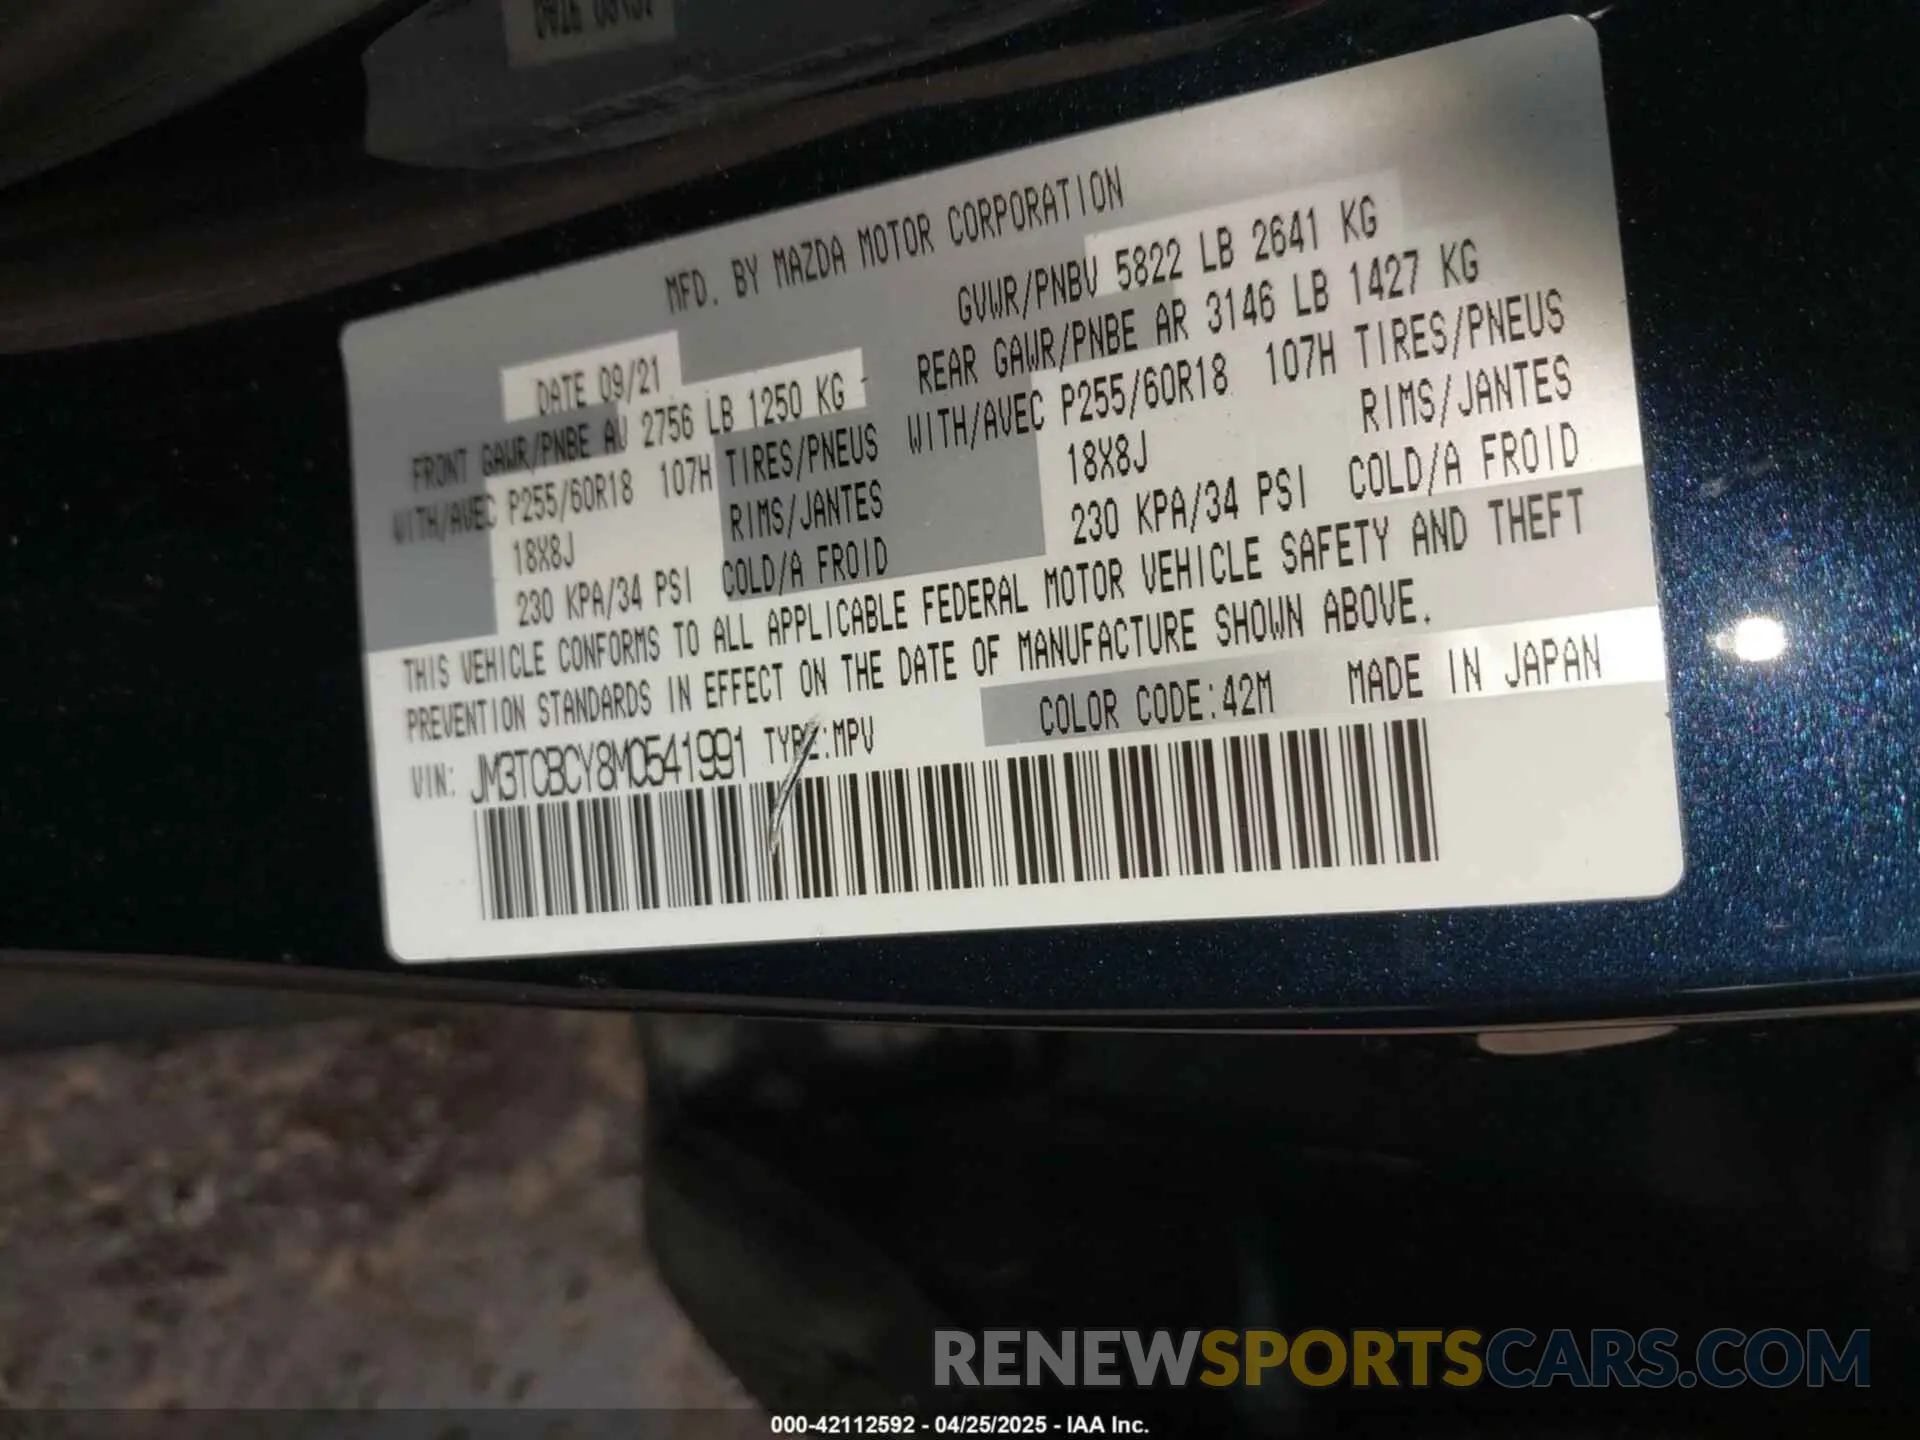 MFD. BY MAZDA MOTOR CORPORATION
DATE 09/21
GVWR/PNBV 5822 LB 2641 KG
FRONT GAWR/PNBE AV 2756 LB 1250 KG
REAR GAWR/PNBE AR 3146 LB 1427 KG
WITH/AVEC P255/60R18 107H TIRES/PNEUS
WITH/AVEC P255/60R18 107H TIRES/PNEUS
18X8J RIMS/JANTES
18X8J RIMS/JANTES
230 KPA/34 PSI COLD/A FROID
230 KPA/34 PSI COLD/A FROID
THIS VEHICLE CONFORMS TO ALL APPLICABLE FEDERAL MOTOR VEHICLE SAFETY AND THEFT
PREVENTION STANDARDS IN EFFECT ON THE DATE OF MANUFACTURE SHOWN ABOVE.
VIN: JM3TCBCY8M0541991 TYPE:MPV COLOR CODE:42M MADE IN JAPAN
RENEWSPORTSCARS.COM
000-42112592 - 04/25/2025 - IAA Inc.